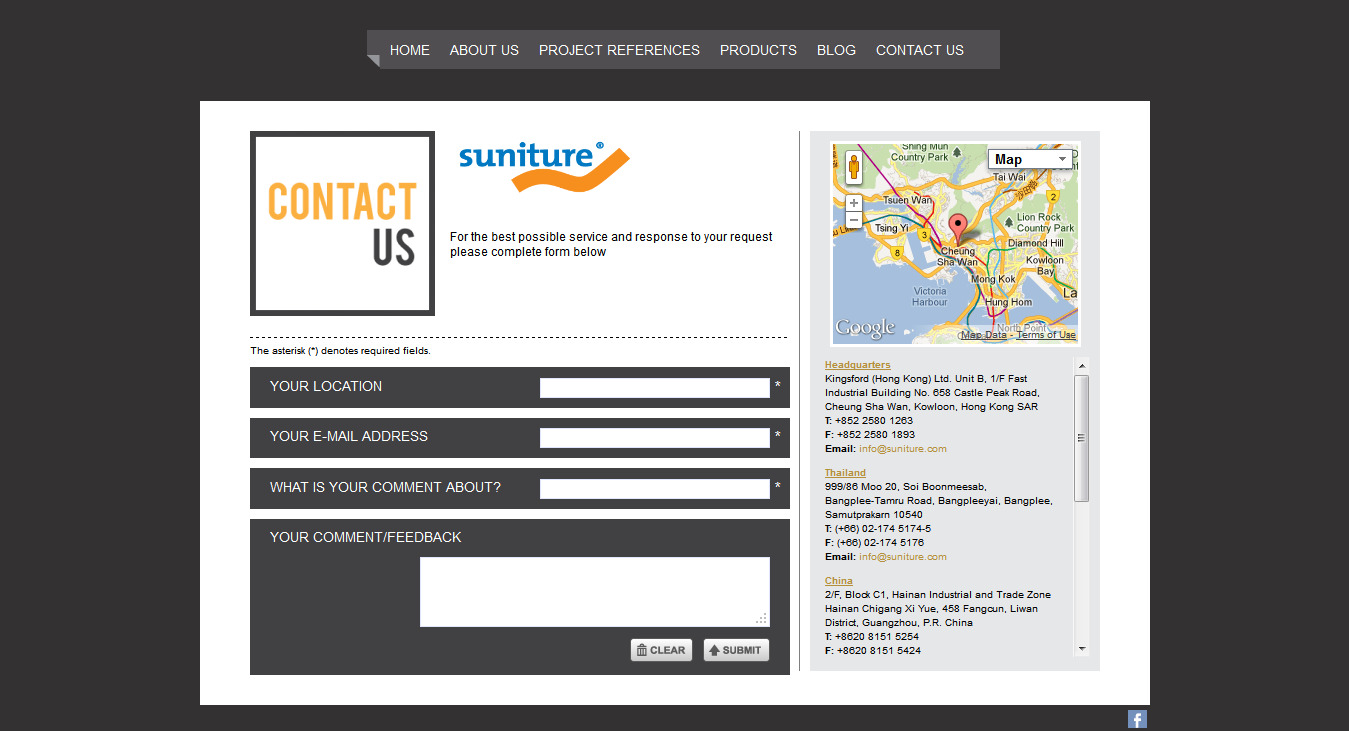 HOME ABOUT US PROJECT REFERENCES PRODUCTS BLOG CONTACT US
CONTACT
US
suniture®
For the best possible service and response to your request
please complete form below
The asterisk (*) denotes required fields.
YOUR LOCATION *
YOUR E-MAIL ADDRESS *
WHAT IS YOUR COMMENT ABOUT? *
YOUR COMMENT/FEEDBACK
CLEAR SUBMIT
Shing Mun
Country Park
Map
Tai Wai
2
Tsuen Wan
Lion Rock
Country Park
Tsing Yi
3
Diamond Hill
8
Cheung
Sha Wan
Kowloon
Bay
Mong Kok
Victoria
Harbour
La
Hung Hom
Google
North Point
Map Data - Terms of Use
Headquarters
Kingsford (Hong Kong) Ltd. Unit B, 1/F Fast
Industrial Building No. 658 Castle Peak Road,
Cheung Sha Wan, Kowloon, Hong Kong SAR
T: +852 2580 1263
F: +852 2580 1893
Email: info@suniture.com
Thailand
999/86 Moo 20, Soi Boonmeesab,
Bangplee-Tamru Road, Bangpleeyai, Bangplee,
Samutprakarn 10540
T: (+66) 02-174 5174-5
F: (+66) 02-174 5176
Email: info@suniture.com
China
2/F, Block C1, Hainan Industrial and Trade Zone
Hainan Chigang Xi Yue, 458 Fangcun, Liwan
District, Guangzhou, P.R. China
T: +8620 8151 5254
F: +8620 8151 5424
f